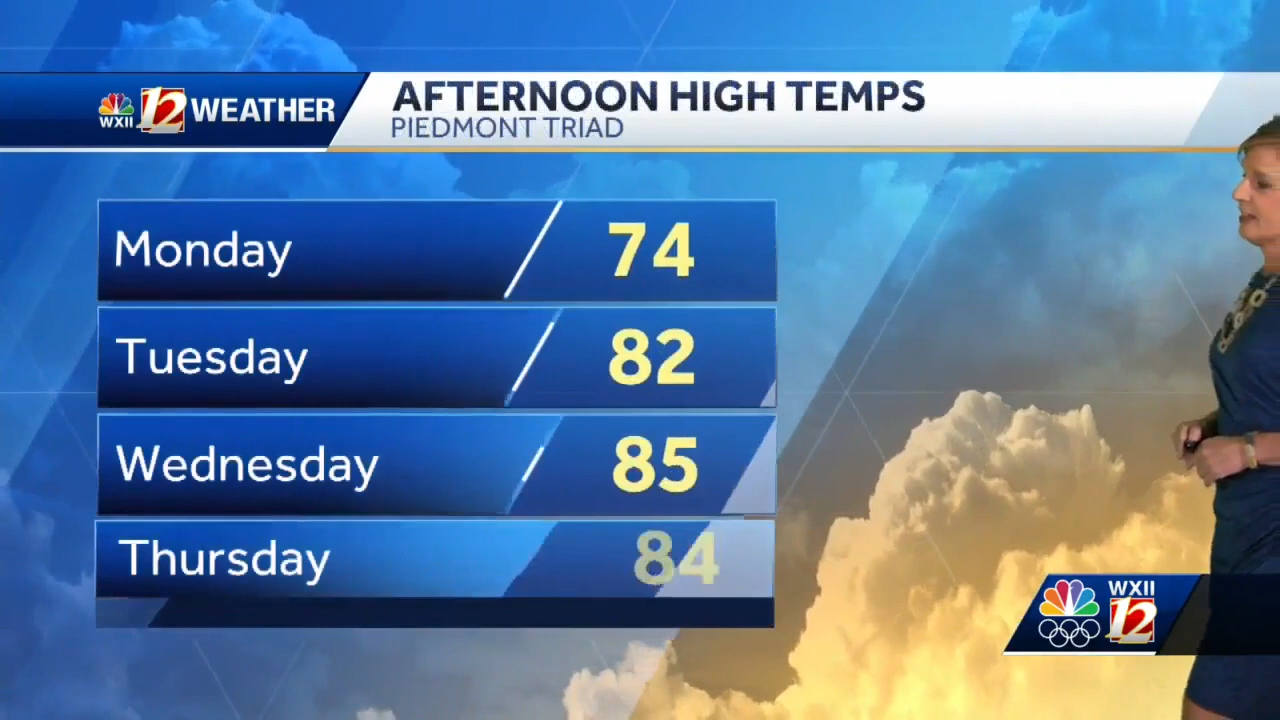 WXII 12 WEATHER
AFTERNOON HIGH TEMPS
PIEDMONT TRIAD
Monday 74
Tuesday 82
Wednesday 85
Thursday 84
WXII
12